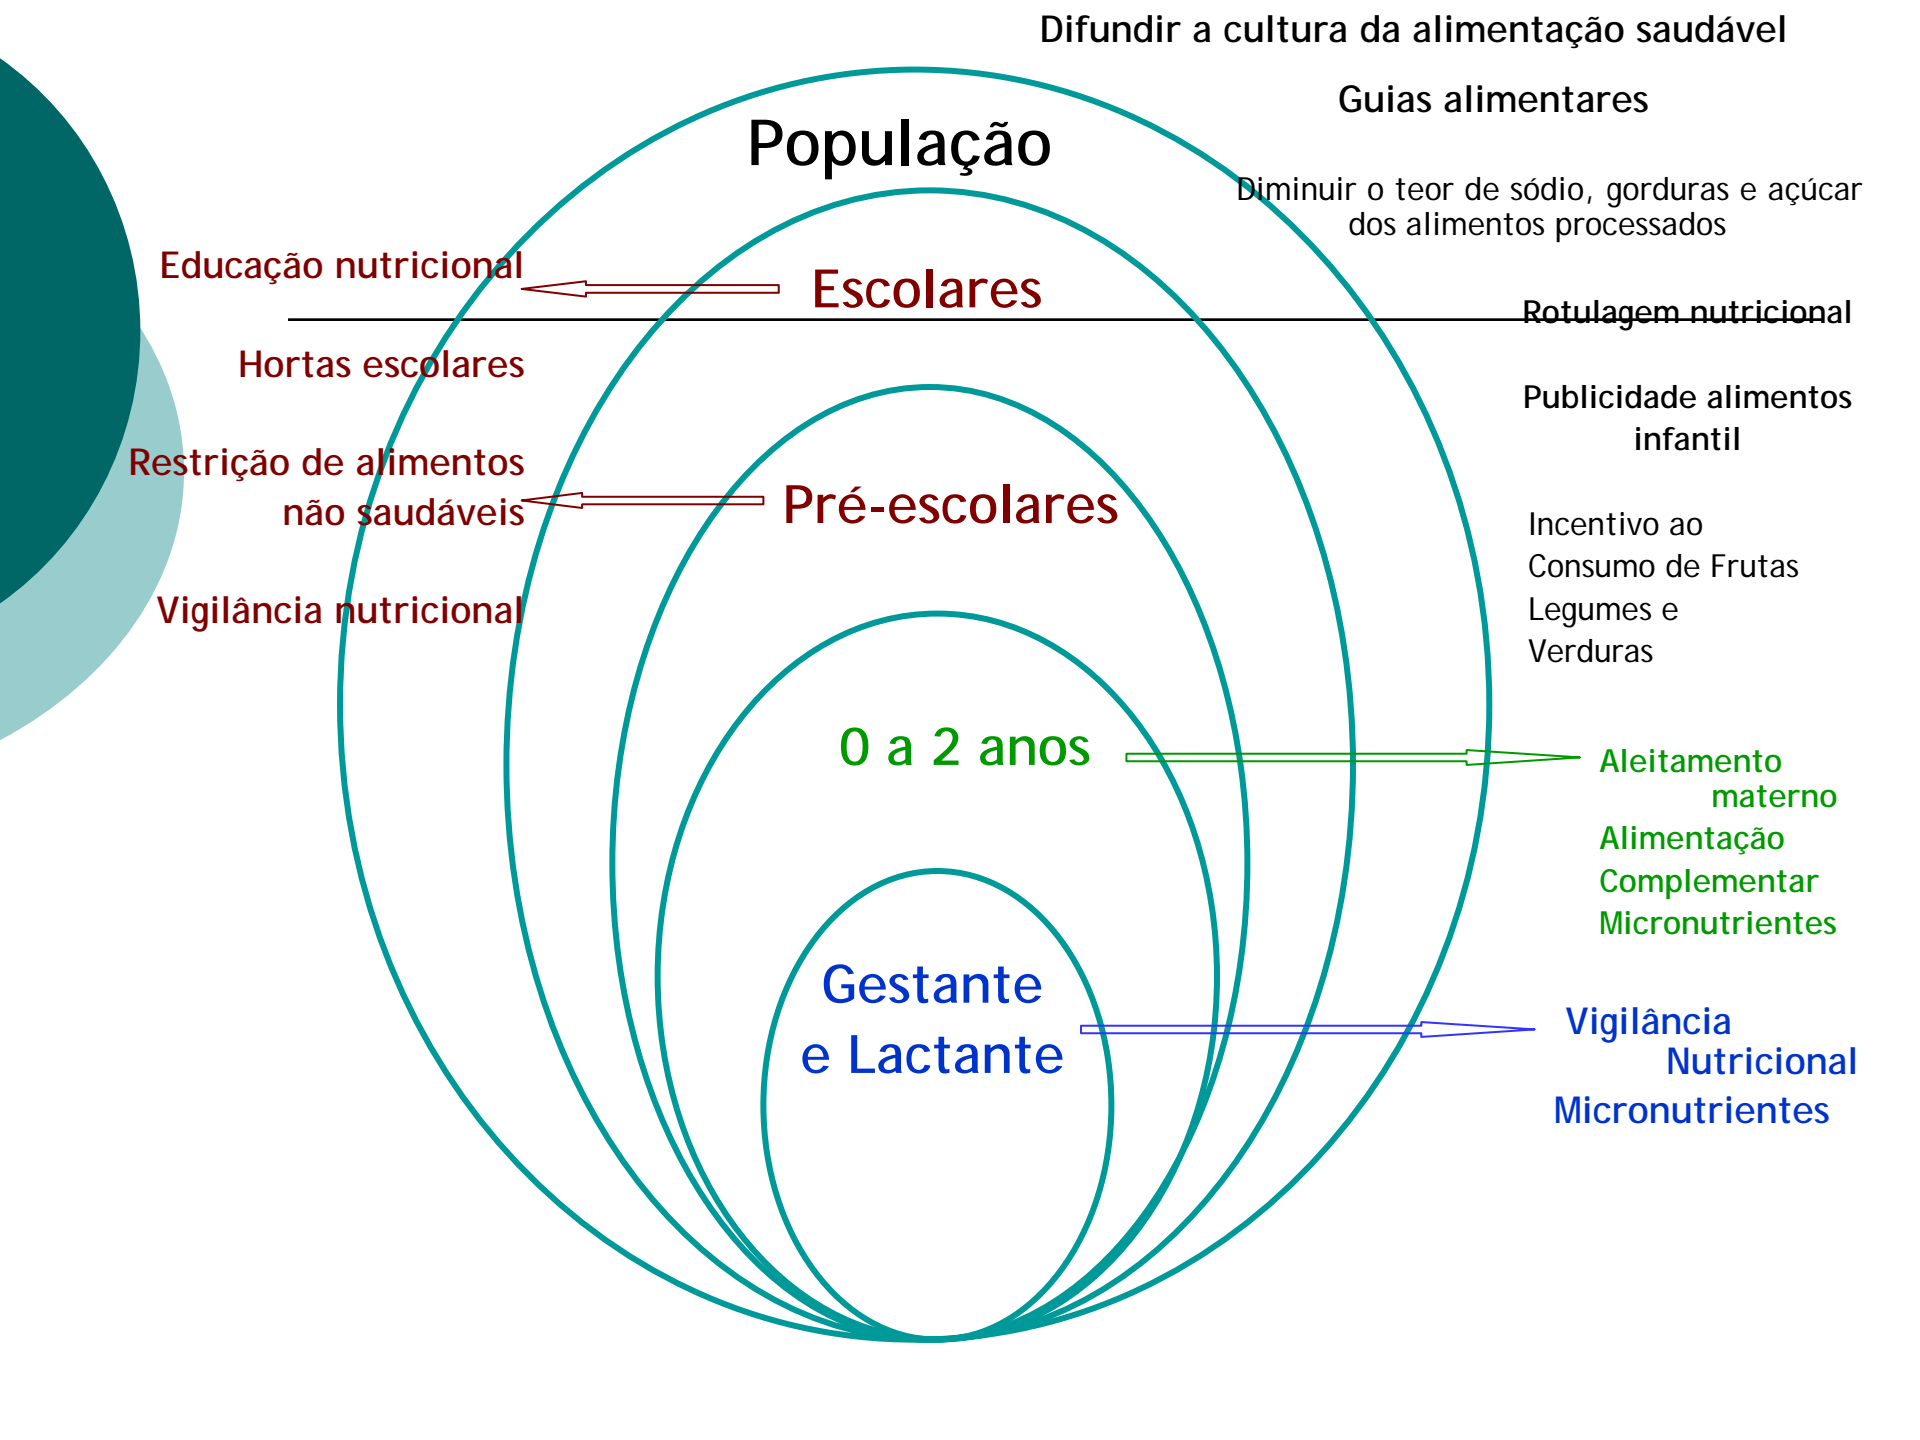 Difundir a cultura da alimentação saudável
Guias alimentares
População
Diminuir o teor de sódio, gorduras e açúcar
dos alimentos processados
Educação nutricional
Escolares
Rotulagem nutricional
Hortas escolares
Publicidade alimentos
infantil
Restrição de alimentos
não saudáveis
Pré-escolares
Incentivo ao
Consumo de Frutas
Legumes e
Verduras
Vigilância nutricional
0 a 2 anos
Aleitamento
materno
Alimentação
Complementar
Micronutrientes
Gestante
e Lactante
Vigilância
Nutricional
Micronutrientes